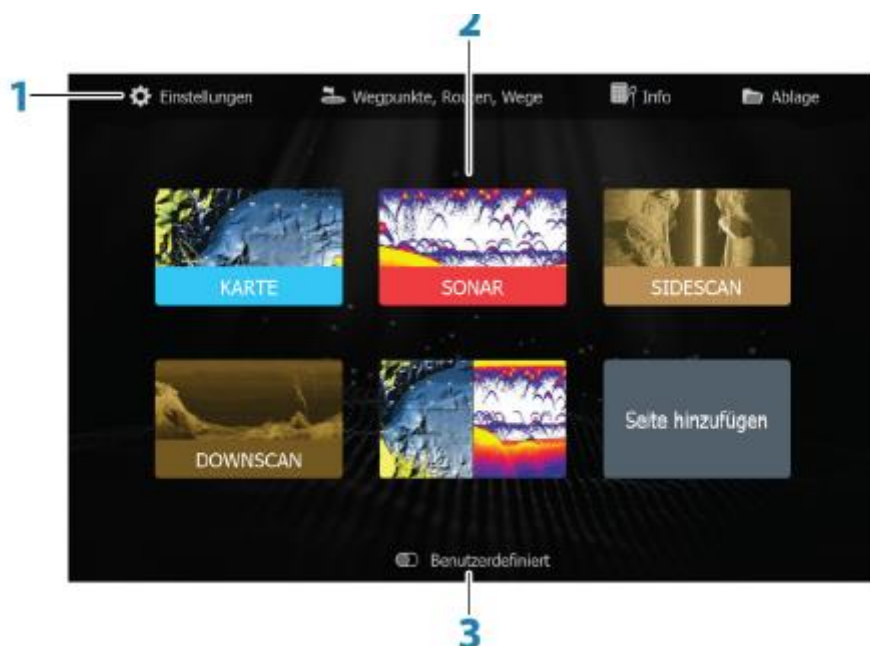 2
1
Einstellungen Wegpunkte, Routen, Wege Info Ablage
KARTE SONAR SIDESCAN
DOWNSCAN Seite hinzufügen
Benutzerdefiniert
3